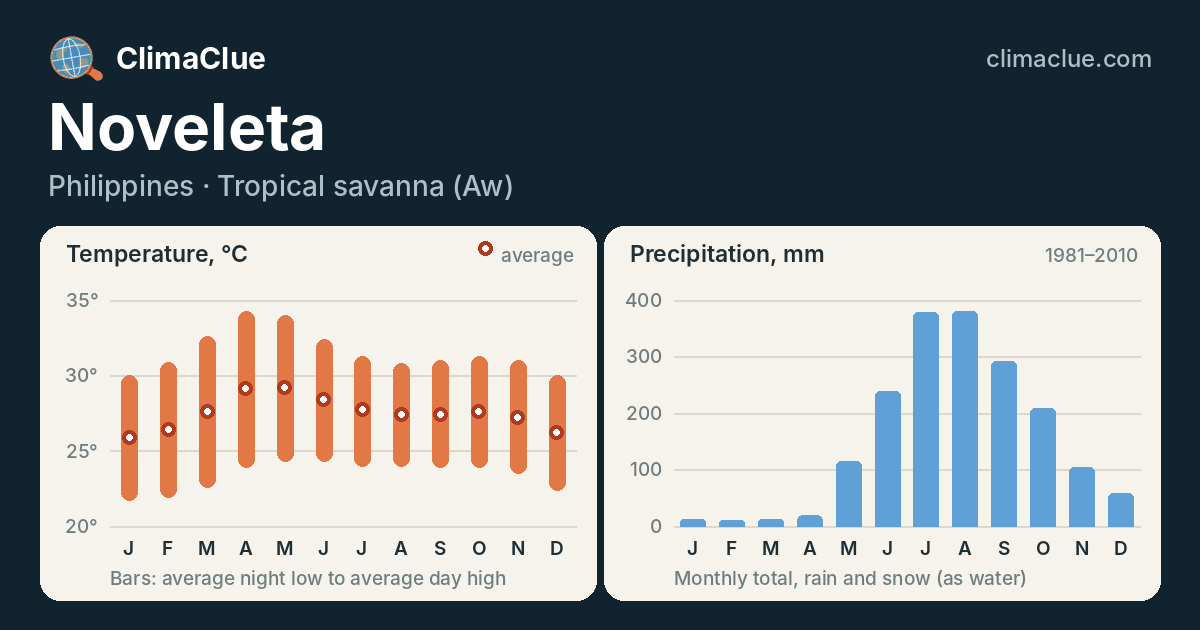 ClimaClue
climaclue.com
Noveleta
Philippines · Tropical savanna (Aw)
Temperature, °C
average
35°
30°
25°
20°
J F M A M J J A S O N D
Bars: average night low to average day high
Precipitation, mm
1981–2010
400
300
200
100
0
J F M A M J J A S O N D
Monthly total, rain and snow (as water)